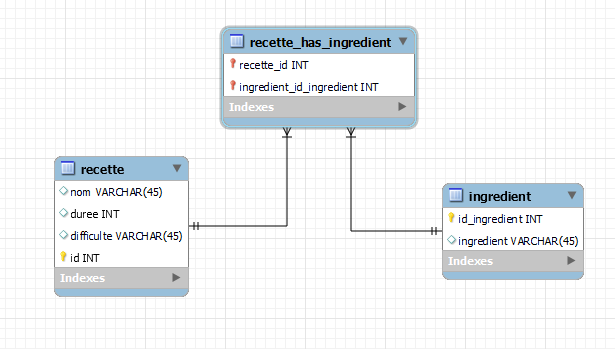 recette_has_ingredient
recette_id INT
ingredient_id_ingredient INT
Indexes
recette
nom VARCHAR(45)
duree INT
difficulte VARCHAR(45)
id INT
Indexes
ingredient
id_ingredient INT
ingredient VARCHAR(45)
Indexes